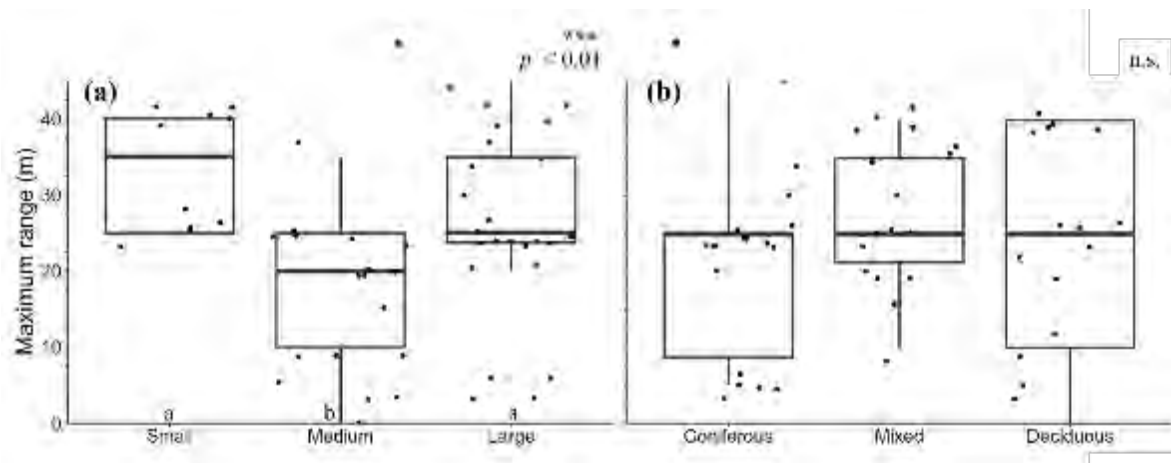 p < 0.01
n.s.
(a)
(b)
Maximum range (m)
40
30
20
10
0
a
b
a
Small
Medium
Large
Coniferous
Mixed
Deciduous